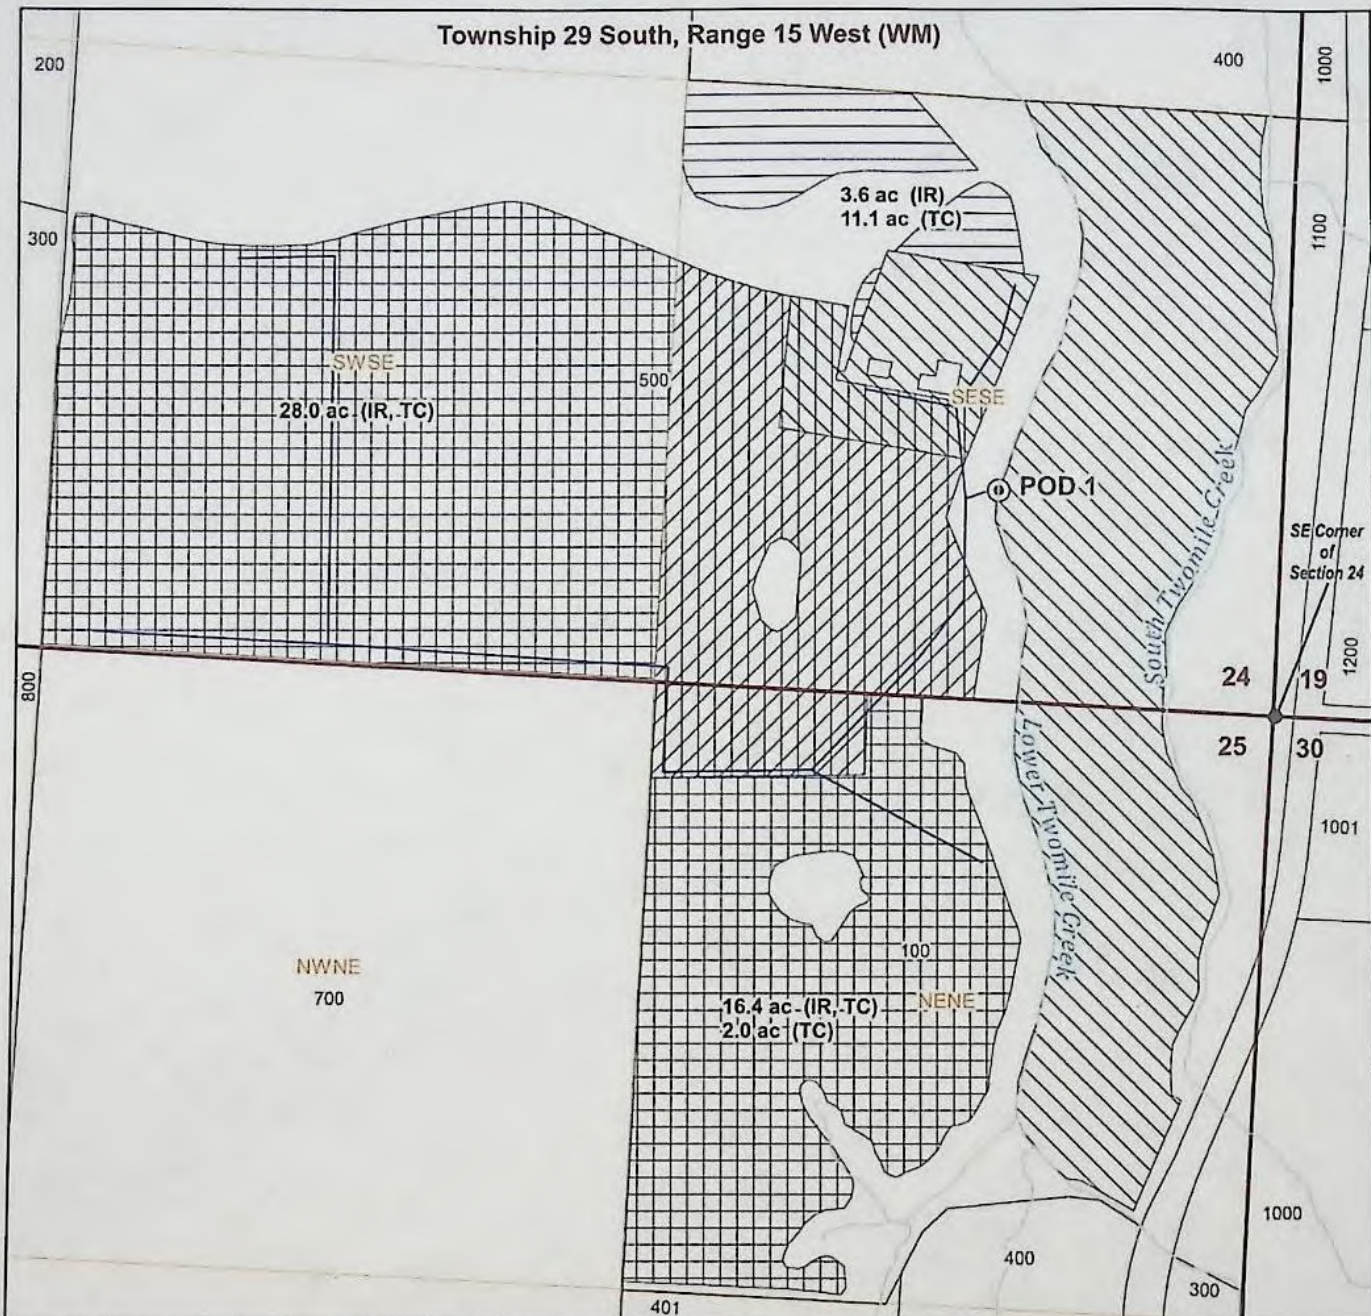 Township 29 South, Range 15 West (WM)
200
400
1000
3.6 ac (IR)
11.1 ac (TC)
300
1100
SWSE
500
28.0 ac (IR, TC)
SESE
POD 1
South Twomile Creek
SE Corner
of
Section 24
800
24
19
1200
25
30
Lower Twomile Creek
1001
NWNE
700
100
16.4 ac (IR, TC)
2.0 ac (TC)
NENE
1000
400
300
401